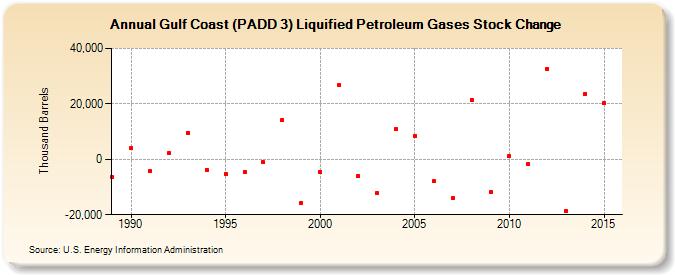 Annual Gulf Coast (PADD 3) Liquified Petroleum Gases Stock Change
Thousand Barrels
40,000
20,000
0
-20,000
1990 1995 2000 2005 2010 2015
Source: U.S. Energy Information Administration